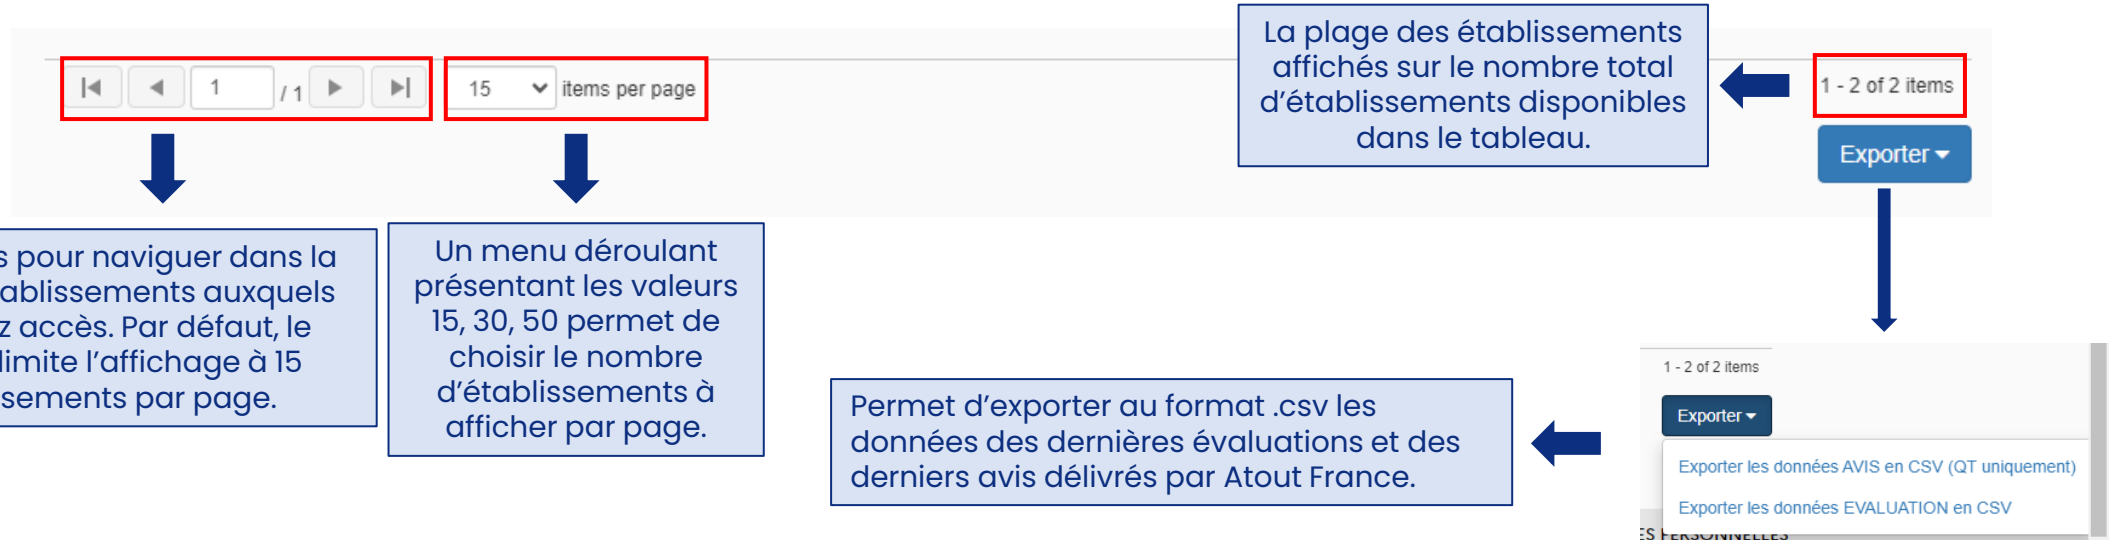 La plage des établissements
affichés sur le nombre total
d'établissements disponibles
dans le tableau.
1 / 1
15 items per page
1 - 2 of 2 items
Exporter
pour naviguer dans la
auxquels
accès. Par défaut, le
limite l'affichage à 15
par page.
Un menu déroulant
présentant les valeurs
15, 30, 50 permet de
choisir le nombre
d'établissements à
afficher par page.
Permet d'exporter au format .csv les
données des dernières évaluations et des
derniers avis délivrés par Atout France.
1 - 2 of 2 items
Exporter
Exporter les données AVIS en CSV (QT uniquement)
Exporter les données EVALUATION en CSV